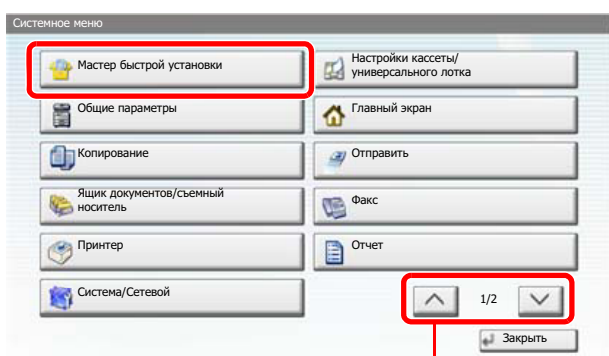 Системное меню
Мастер быстрой установки
Настройки кассеты/
универсального лотка
Общие параметры
Главный экран
Копирование
Отправить
Ящик документов/съемный
носитель
Факс
Принтер
Отчет
Система/Сетевой
1/2
Закрыть